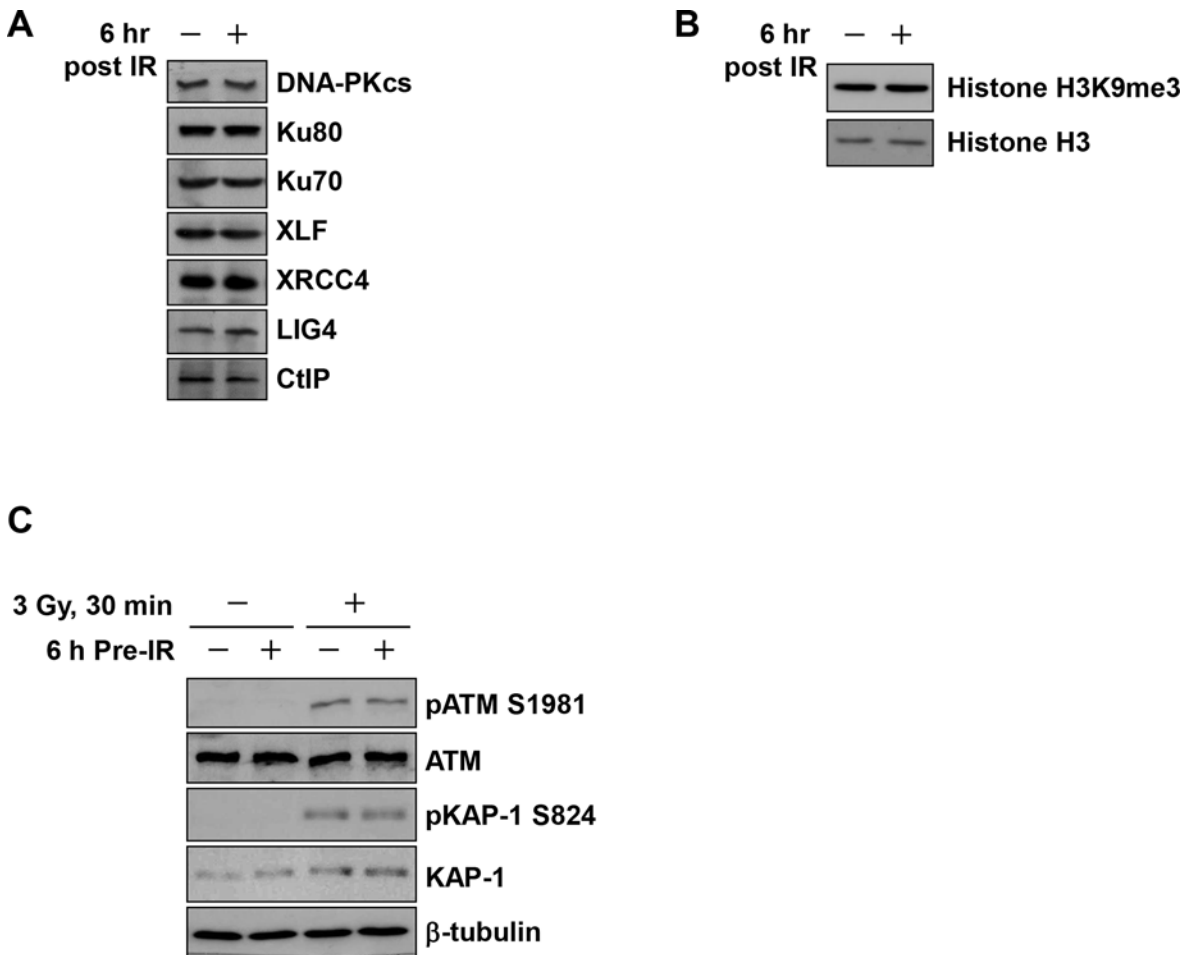 A
6 hr − +
post IR
DNA-PKcs
Ku80
Ku70
XLF
XRCC4
LIG4
CtIP
B
6 hr − +
post IR
Histone H3K9me3
Histone H3
C
3 Gy, 30 min − +
6 h Pre-IR − + − +
pATM S1981
ATM
pKAP-1 S824
KAP-1
β-tubulin